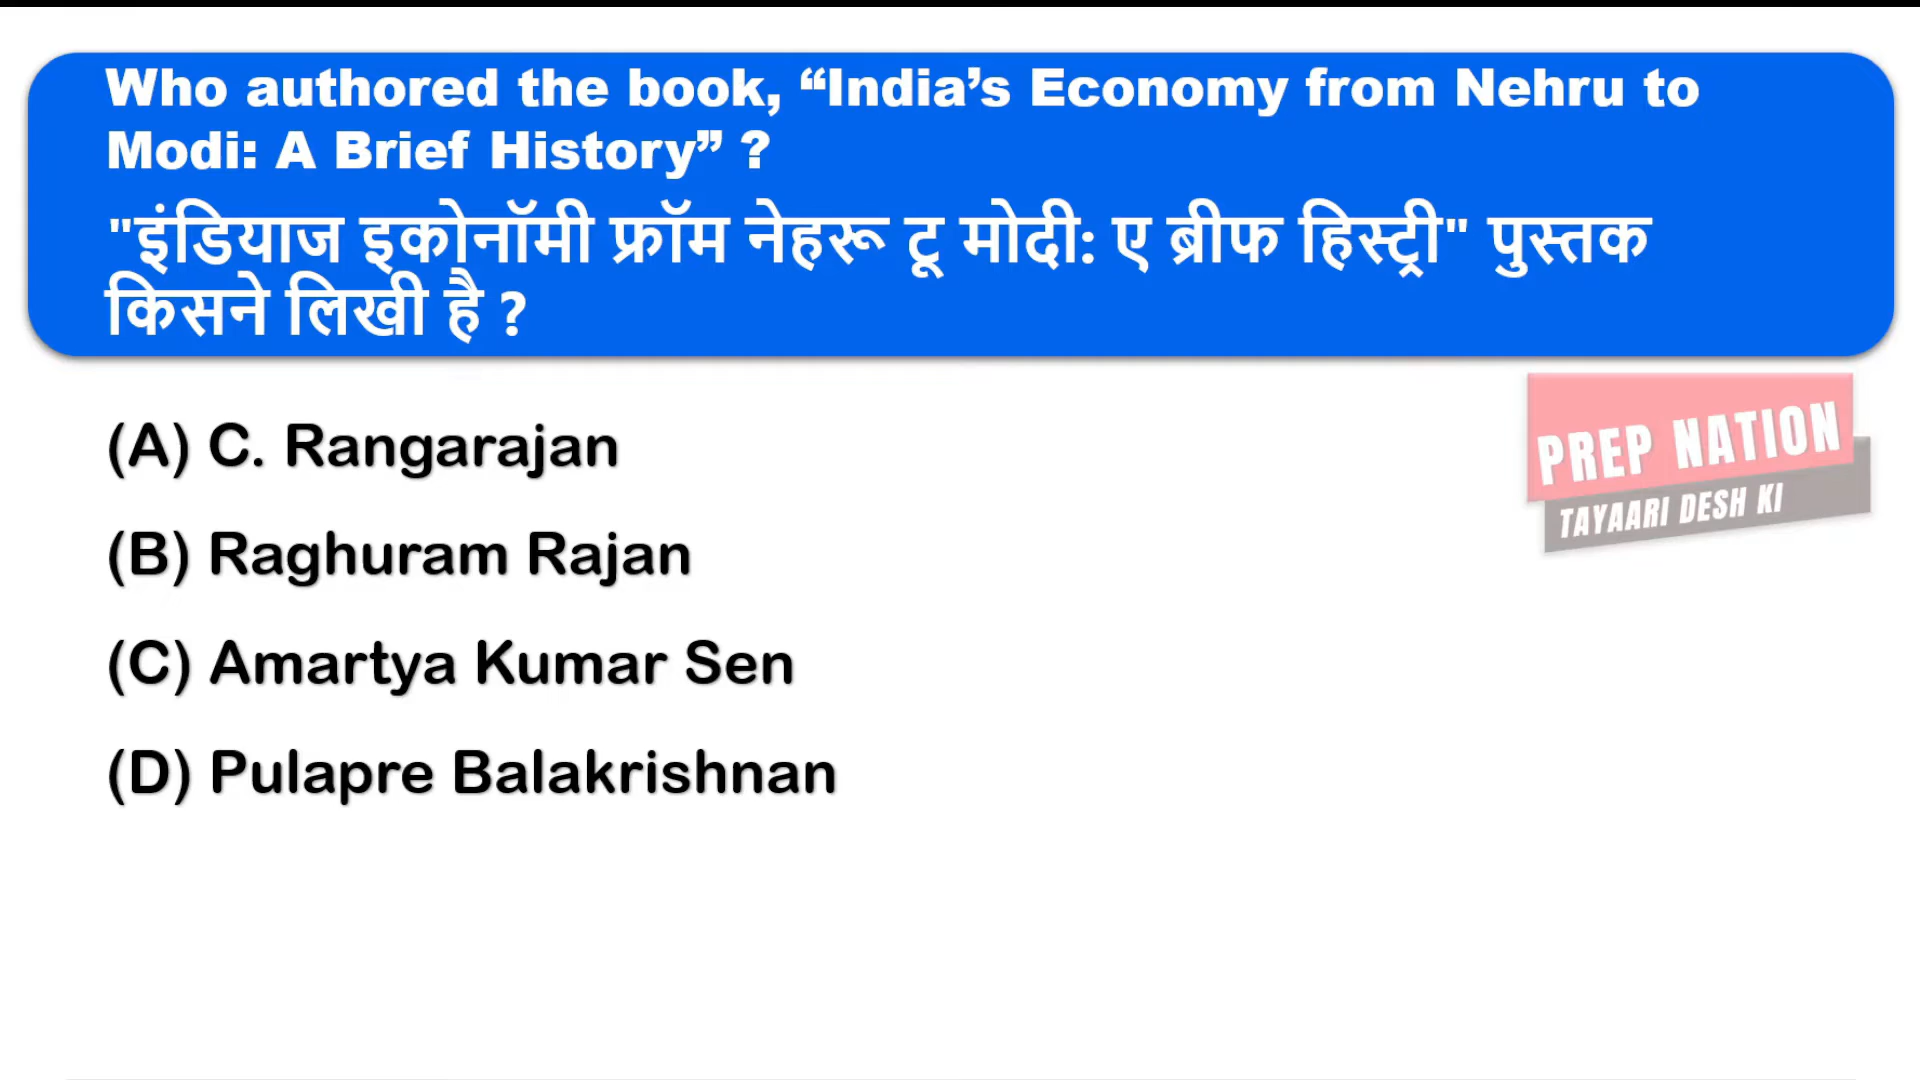 Who authored the book, “India’s Economy from Nehru to
Modi: A Brief History” ?
"इंडियाज इकोनॉमी फ्रॉम नेहरू टू मोदी: ए ब्रीफ हिस्ट्री" पुस्तक
किसने लिखी है ?
(A) C. Rangarajan
PREP NATION
TAYAARI DESH KI
(B) Raghuram Rajan
(C) Amartya Kumar Sen
(D) Pulapre Balakrishnan